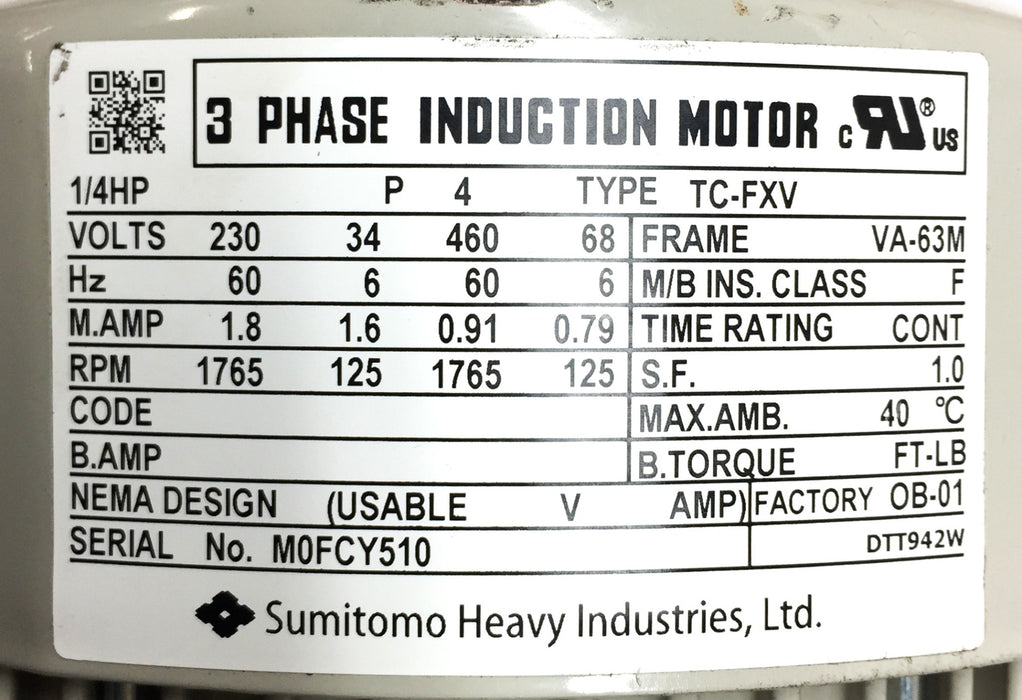 3 PHASE INDUCTION MOTOR c RU® US
1/4HP P 4 TYPE TC-FXV
VOLTS 230 34 460 68 FRAME VA-63M
Hz 60 6 60 6 M/B INS. CLASS F
M.AMP 1.8 1.6 0.91 0.79 TIME RATING CONT
RPM 1765 125 1765 125 S.F. 1.0
CODE MAX.AMB. 40 °C
B.AMP B.TORQUE FT-LB
NEMA DESIGN (USABLE V AMP) FACTORY OB-01
SERIAL No. M0FCY510 DTT942W
Sumitomo Heavy Industries, Ltd.